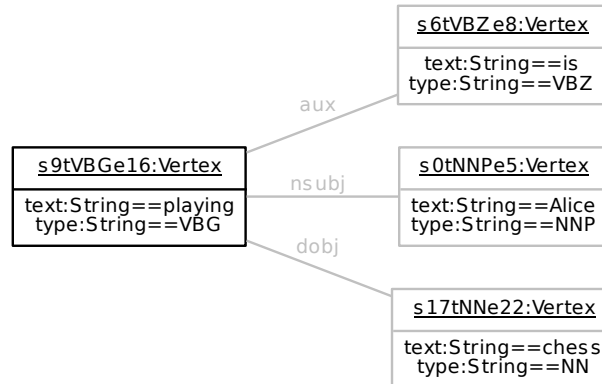 s6tVBZe8:Vertex
text:String==is
type:String==VBZ
aux
s9tVBGe16:Vertex
text:String==playing
type:String==VBG
nsubj
s0tNNPe5:Vertex
text:String==Alice
type:String==NNP
dobj
s17tNNe22:Vertex
text:String==chess
type:String==NN